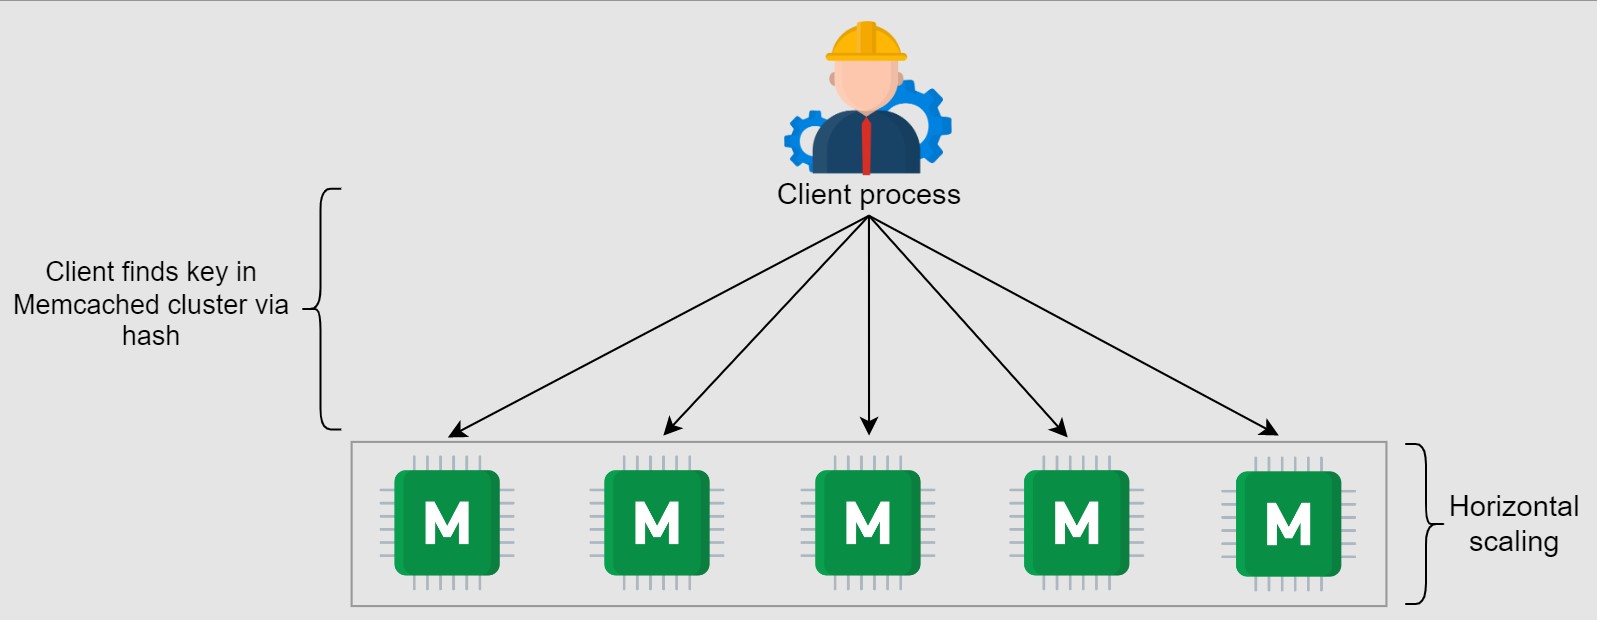 Client process
Client finds key in
Memcached cluster via
hash
M
M
M
M
M
Horizontal
scaling